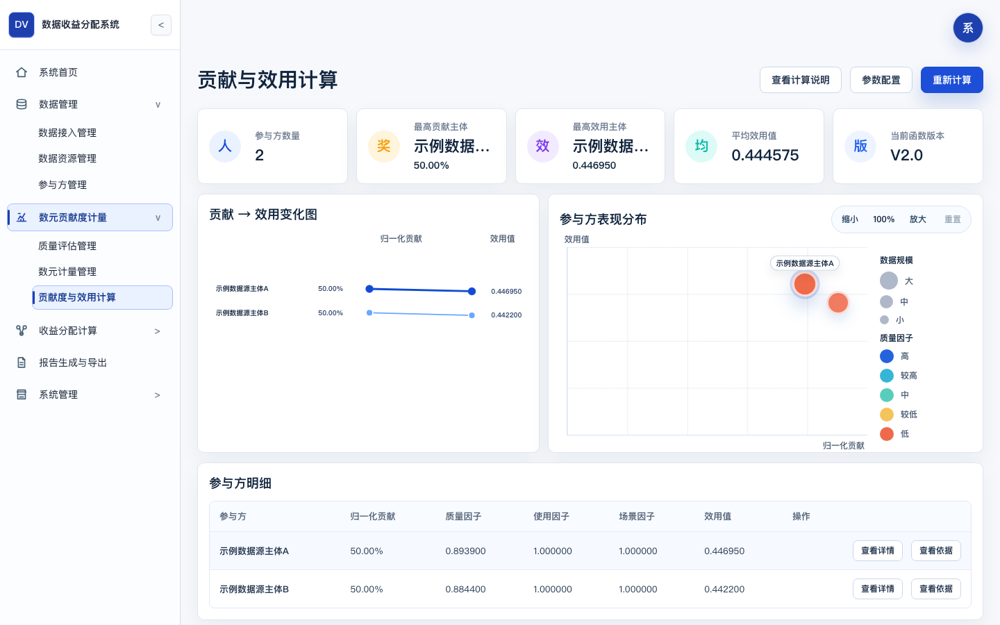 DV 数据收益分配系统 <
系统首页
数据管理 ∨
数据接入管理
数据资源管理
参与方管理
数元贡献度计量 ∨
质量评估管理
数元计量管理
贡献度与效用计算
收益分配计算 >
报告生成与导出
系统管理 >
系
贡献与效用计算
查看计算说明 参数配置 重新计算
人 参与方数量
2
奖 最高贡献主体
示例数据...
50.00%
效 最高效用主体
示例数据...
0.446950
均 平均效用值
0.444575
版 当前函数版本
V2.0
贡献 → 效用变化图
归一化贡献 效用值
示例数据源主体A 50.00% 0.446950
示例数据源主体B 50.00% 0.442200
参与方表现分布
缩小 100% 放大 重置
效用值
示例数据源主体A
归一化贡献
数据规模
大
中
小
质量因子
高
较高
中
较低
低
参与方明细
参与方 归一化贡献 质量因子 使用因子 场景因子 效用值 操作
示例数据源主体A 50.00% 0.893900 1.000000 1.000000 0.446950 查看详情 查看依据
示例数据源主体B 50.00% 0.884400 1.000000 1.000000 0.442200 查看详情 查看依据